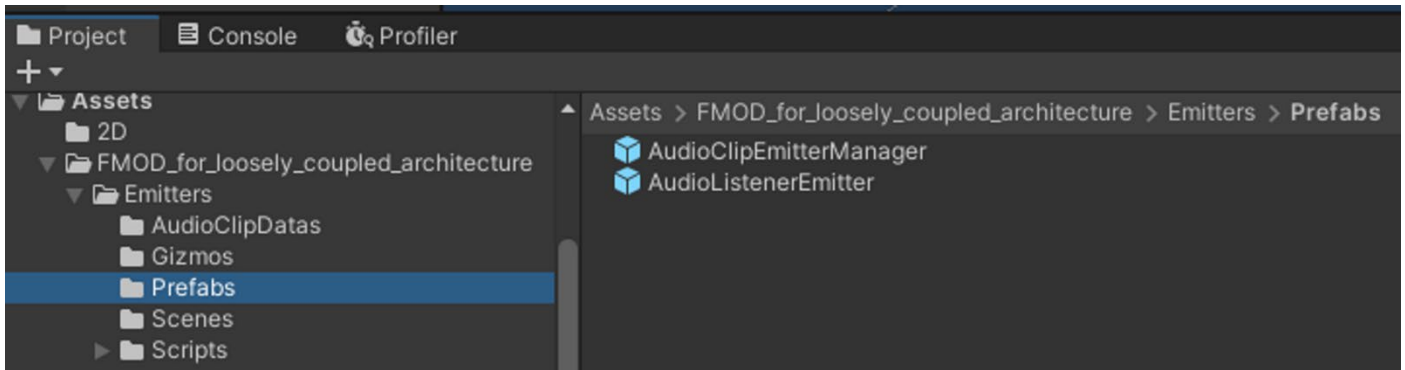 Project Console Profiler
Assets
2D
FMOD_for_loosely_coupled_architecture
Emitters
AudioClipDatas
Gizmos
Prefabs
Scenes
Scripts
Assets > FMOD_for_loosely_coupled_architecture > Emitters > Prefabs
AudioClipEmitterManager
AudioListenerEmitter